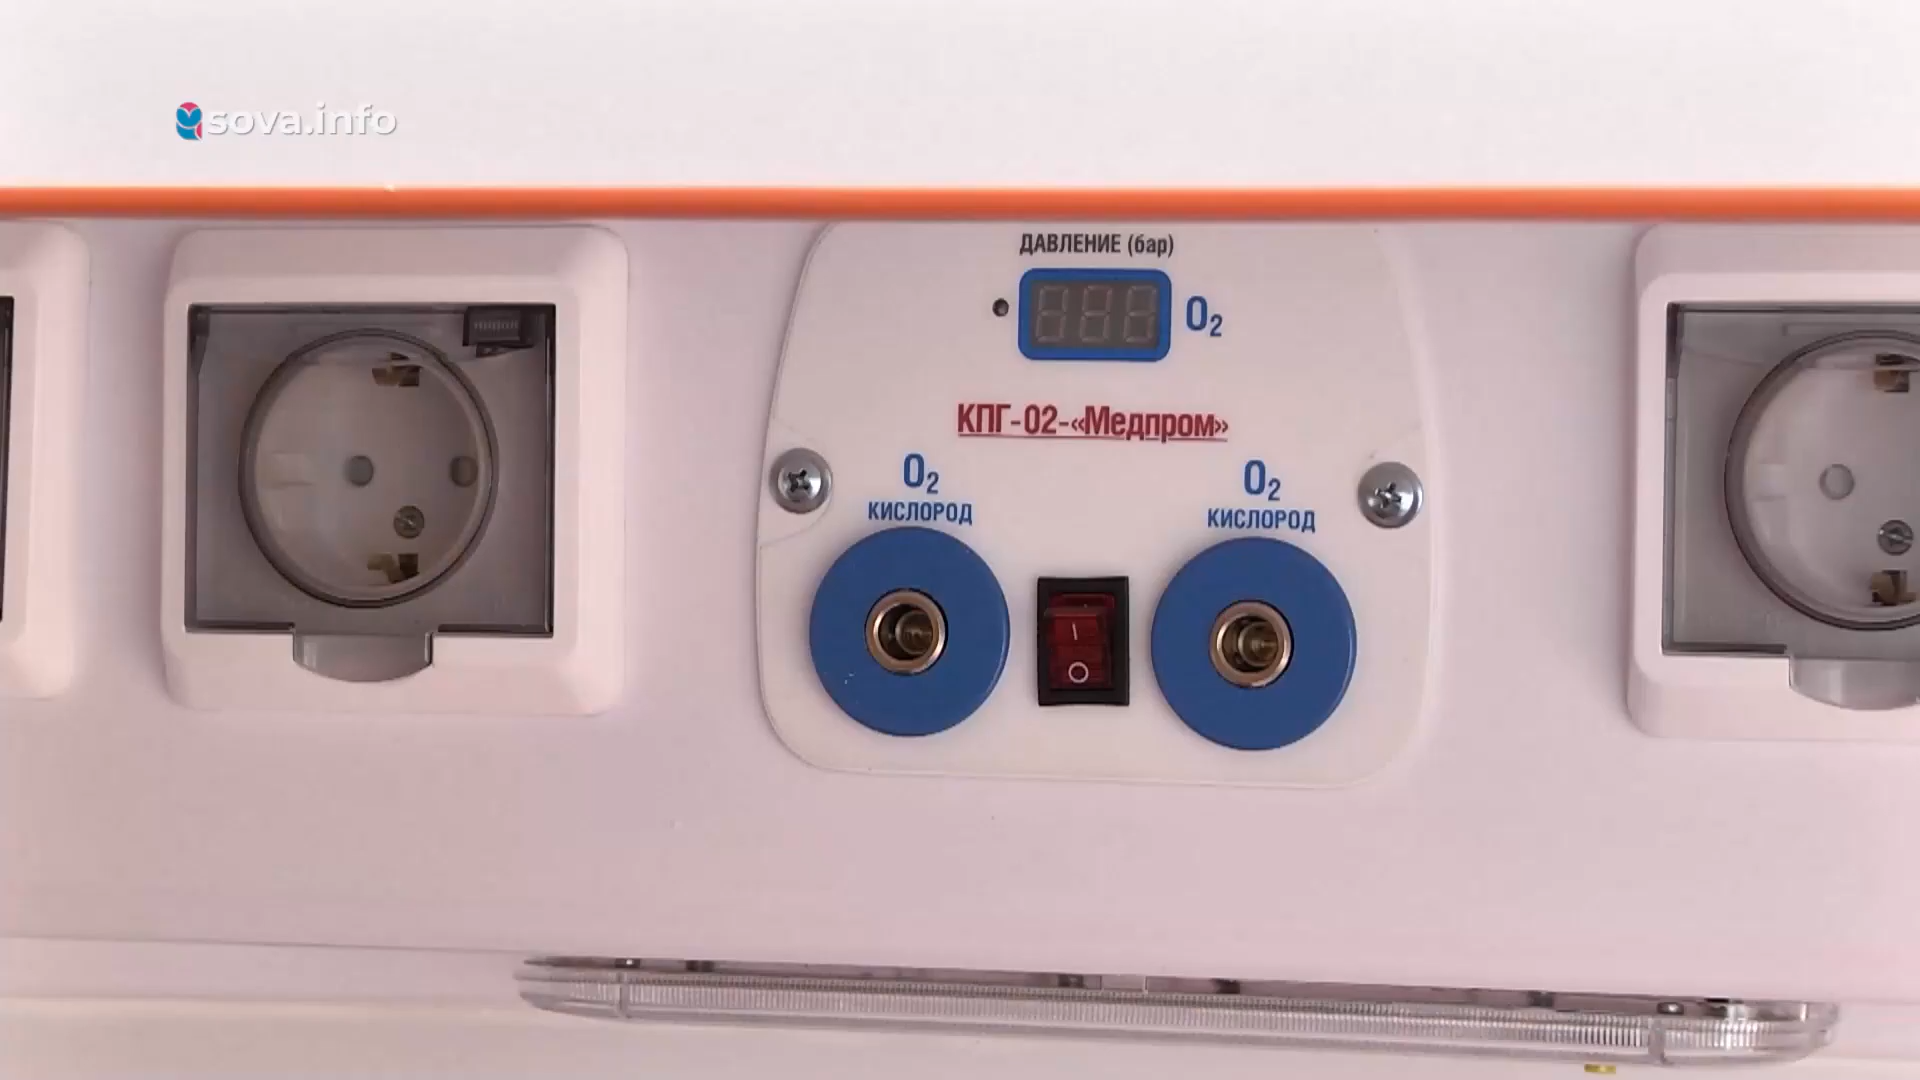 sova.info
ДАВЛЕНИЕ (бар)
O₂
КПГ-02-«Медпром»
O₂
КИСЛОРОД
O₂
КИСЛОРОД
I
O